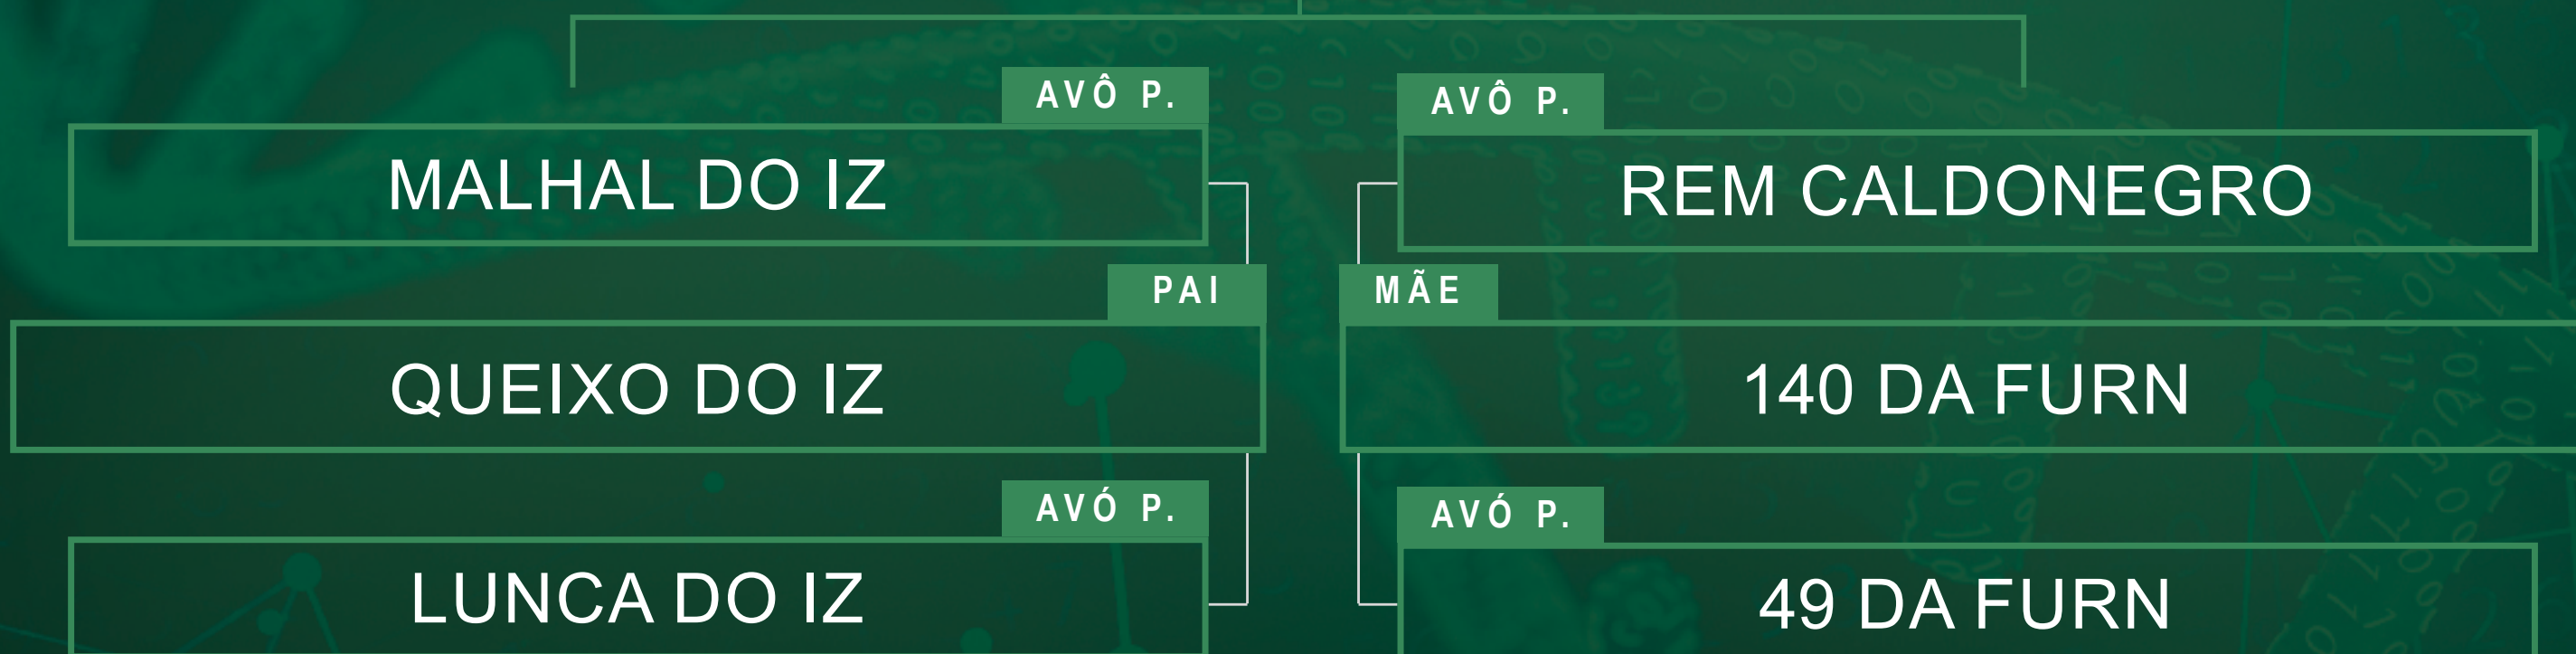 AVÔ P.
MALHAL DO IZ
PAI
QUEIXO DO IZ
AVÓ P.
LUNCA DO IZ
AVÔ P.
REM CALDONEGRO
MÃE
140 DA FURN
AVÓ P.
49 DA FURN